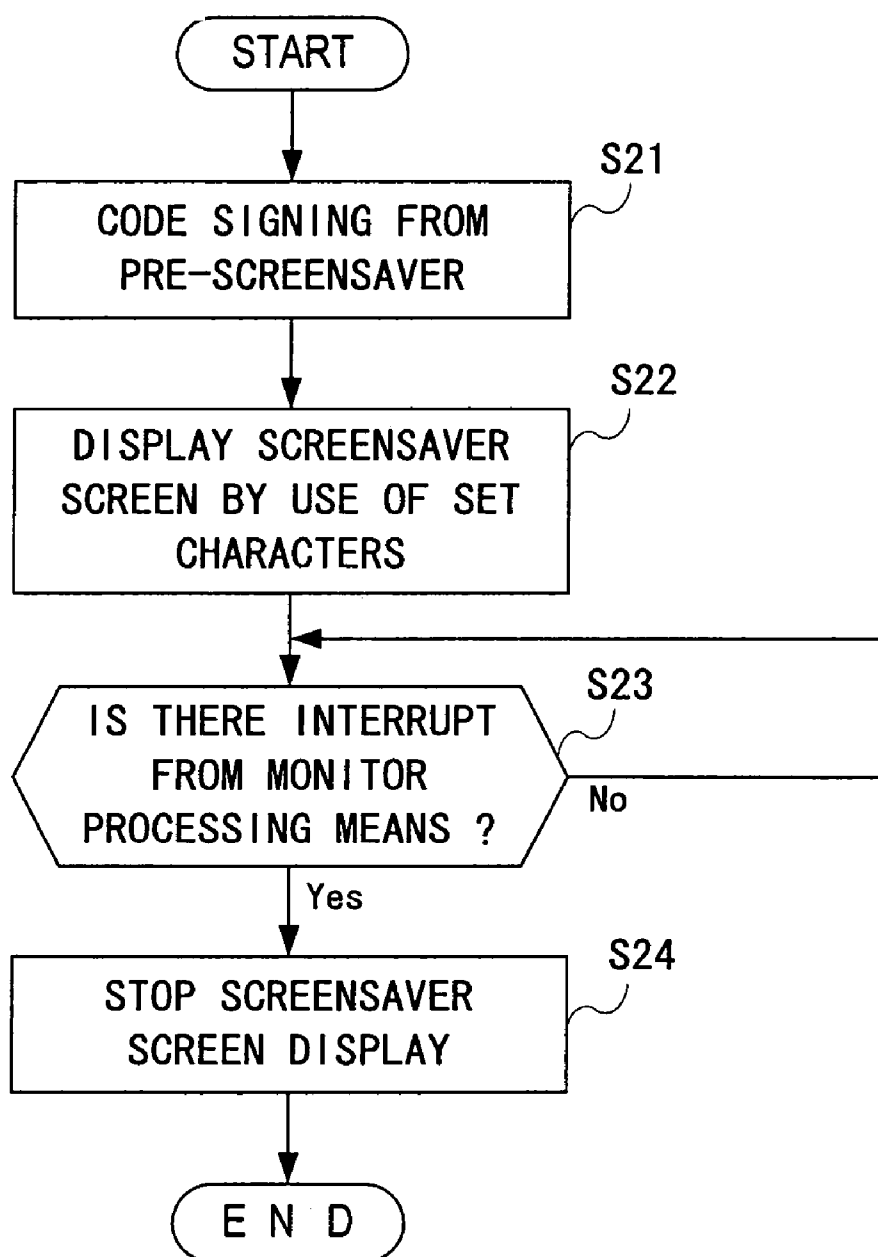 START
S21
CODE SIGNING FROM
PRE-SCREENSAVER
S22
DISPLAY SCREENSAVER
SCREEN BY USE OF SET
CHARACTERS
S23
IS THERE INTERRUPT
FROM MONITOR
PROCESSING MEANS ?
No
Yes
S24
STOP SCREENSAVER
SCREEN DISPLAY
E N D